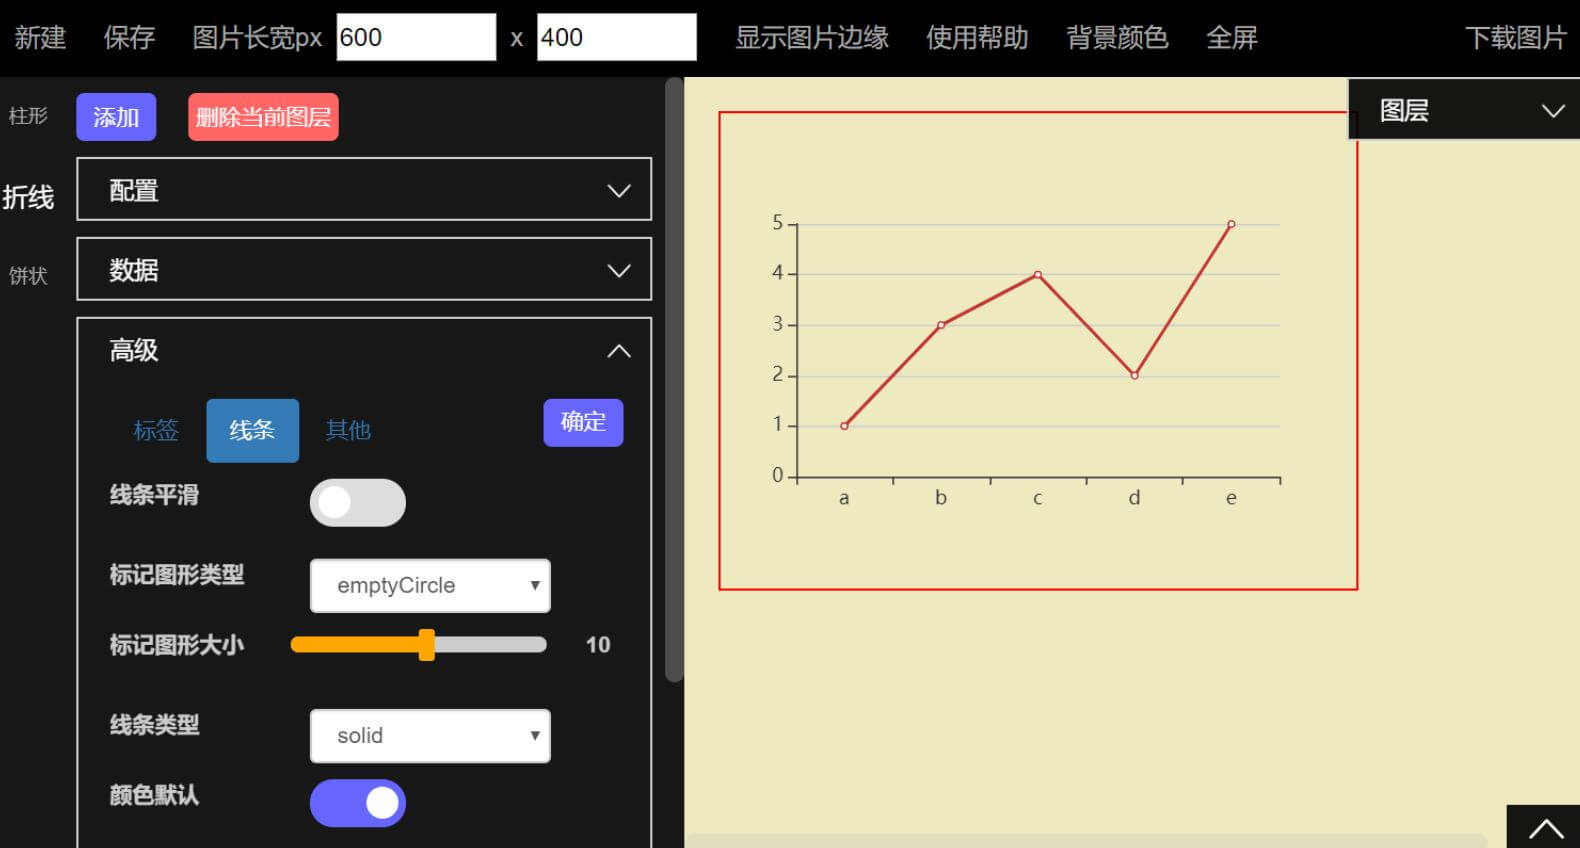 新建 保存 图片长宽px 600 x 400 显示图片边缘 使用帮助 背景颜色 全屏 下载图片
柱形 添加 删除当前图层
折线
饼状
配置
数据
高级
标签 线条 其他 确定
线条平滑
标记图形类型 emptyCircle
标记图形大小 10
线条类型 solid
颜色默认
图层
5
4
3
2
1
0
a b c d e